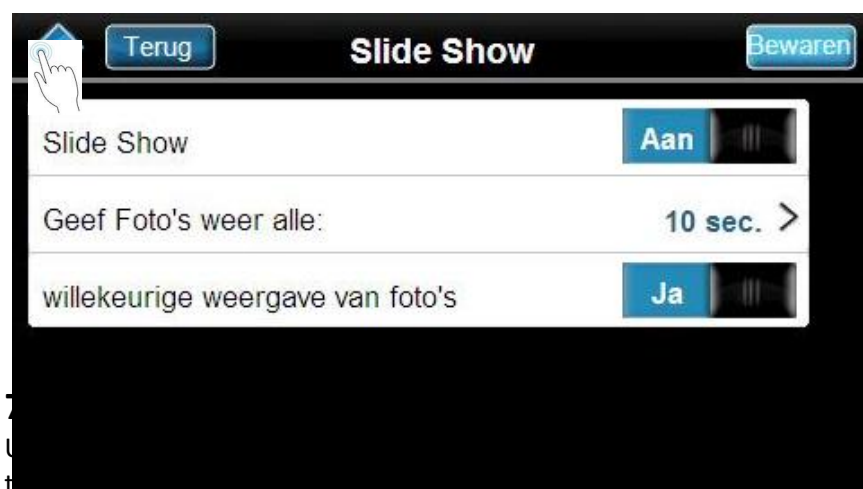 Terug Slide Show Bewaren
Slide Show Aan
Geef Foto's weer alle: 10 sec. >
willekeurige weergave van foto's Ja